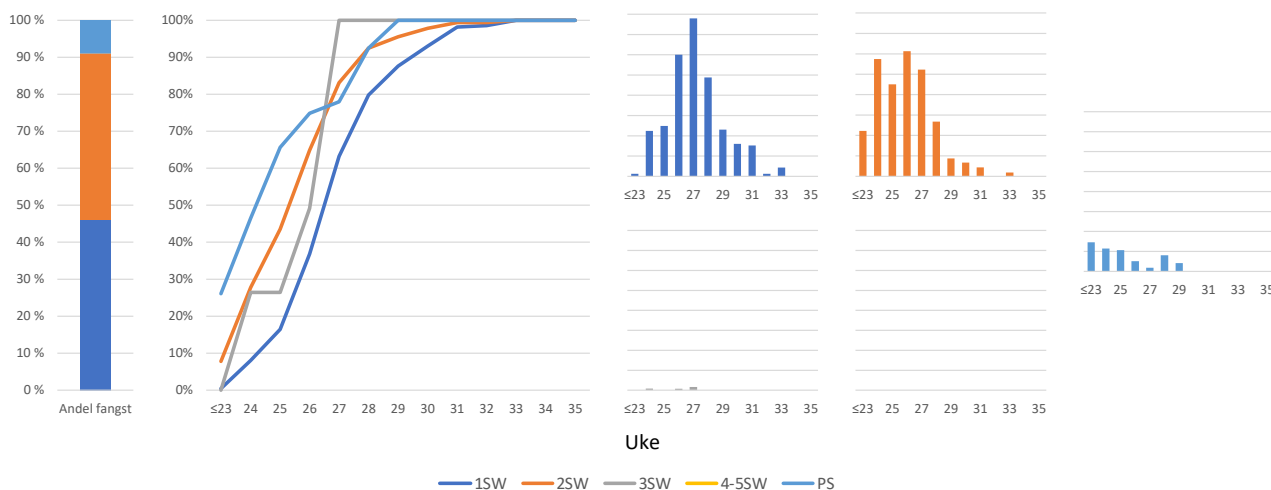 100 %
90 %
80 %
70 %
60 %
50 %
40 %
30 %
20 %
10 %
0 %
Andel fangst
100%
90%
80%
70%
60%
50%
40%
30%
20%
10%
0%
≤23 24 25 26 27 28 29 30 31 32 33 34 35
≤23 25 27 29 31 33 35
≤23 25 27 29 31 33 35
≤23 25 27 29 31 33 35
≤23 25 27 29 31 33 35
≤23 25 27 29 31 33 35
Uke
1SW 2SW 3SW 4-5SW PS